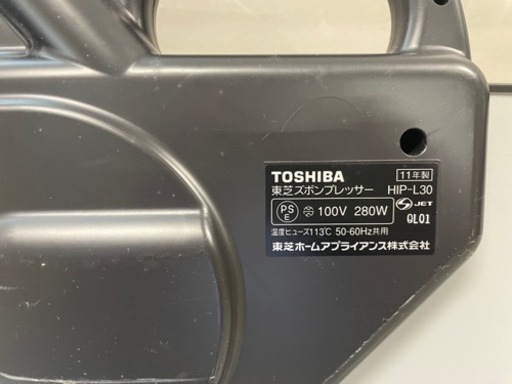 TOSHIBA 11年製
東芝ズボンプレッサー HIP-L30
PS E 100V 280W JET
QL01
温度ヒューズ113℃ 50-60Hz共用
東芝ホームアプライアンス株式会社